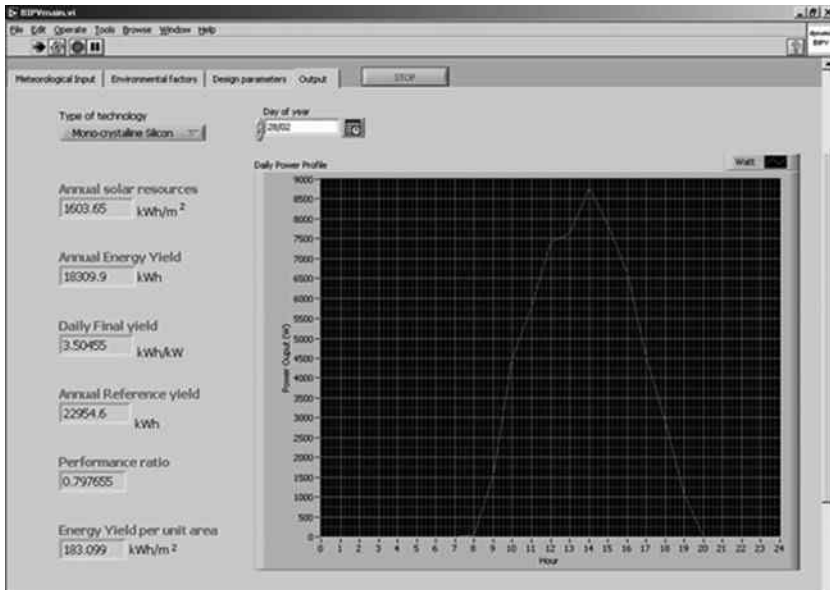 BIPVmain.vi
File Edit Operate Tools Browse Window Help
BIPV
Meteorological Input Environmental factors Design parameters Output STOP
Type of technology
Mono-crystaline Silicon
Day of year
28/02
Daily Power Profile
Watt
Annual solar resources
1603.65 kWh/m²
Annual Energy Yield
18309.9 kWh
Daily Final yield
3.50455 kWh/kW
Annual Reference yield
22954.6 kWh
Performance ratio
0.797655
Energy Yield per unit area
183.099 kWh/m²
Power Ouput (W)
9000
8500
8000
7500
7000
6500
6000
5500
5000
4500
4000
3500
3000
2500
2000
1500
1000
500
0
0 1 2 3 4 5 6 7 8 9 10 11 12 13 14 15 16 17 18 19 20 21 22 23 24
Hour